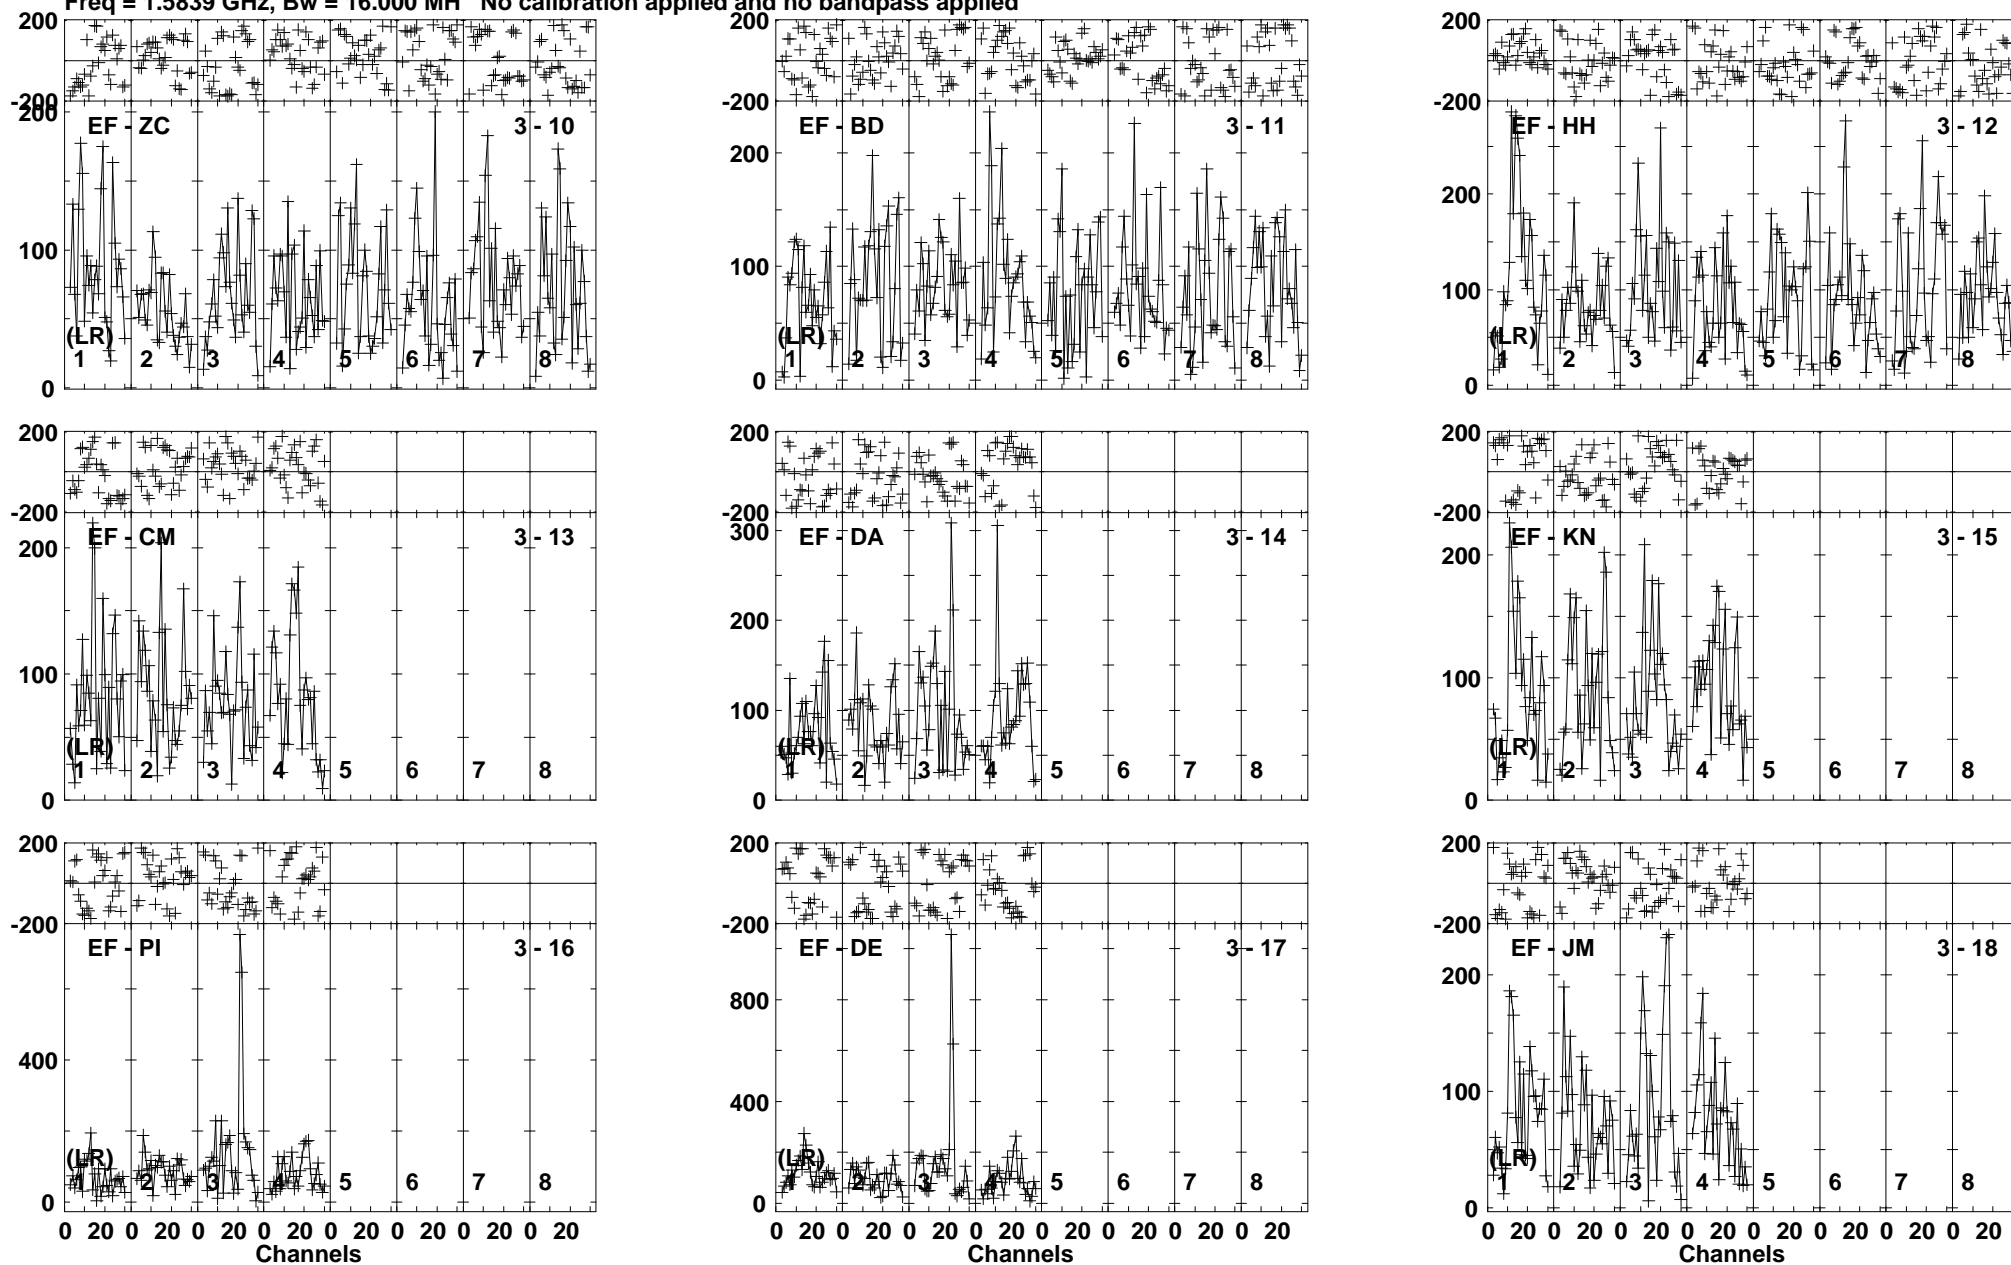 Freq = 1.5839 GHz, Bw = 16.000 MH   No calibration applied and no bandpass applied
200 200 200
-200 -200 -200
200 EF - ZC 3 - 10 EF - BD 3 - 11 EF - HH 3 - 12
200 200
100 100 100
(LR) (LR) (LR)
1 2 3 4 5 6 7 8 1 2 3 4 5 6 7 8 1 2 3 4 5 6 7 8
0 0 0
200 200 200
-200 -200 -200
EF - CM 3 - 13 300 EF - DA 3 - 14 EF - KN 3 - 15
200 200 200
100 100 100
(LR) (LR) (LR)
1 2 3 4 5 6 7 8 1 2 3 4 5 6 7 8 1 2 3 4 5 6 7 8
0 0 0
200 200 200
-200 -200 -200
EF - PI 3 - 16 EF - DE 3 - 17 EF - JM 3 - 18
800 200
400 400 100
(LR) (LR) (LR)
1 2 3 4 5 6 7 8 1 2 3 4 5 6 7 8 1 2 3 4 5 6 7 8
0 0 0
0 20 0 20 0 20 0 20 0 20 0 20 0 20 0 20 0 20 0 20 0 20 0 20 0 20 0 20 0 20 0 20 0 20 0 20 0 20 0 20 0 20 0 20 0 20 0 20
Channels Channels Channels